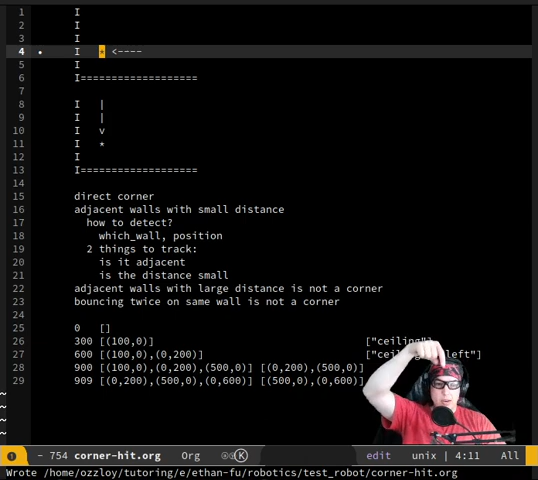 1 I
2 I
3 I
4 • I * <----
5 I
6 I====================
7
8 I |
9 I |
10 I v
11 I *
12 I
13 I====================
14
15 direct corner
16 adjacent walls with small distance
17 how to detect?
18 which_wall, position
19 2 things to track:
20 is it adjacent
21 is the distance small
22 adjacent walls with large distance is not a corner
23 bouncing twice on same wall is not a corner
24
25 0 []
26 300 [(100,0)] ["ceiling"]
27 600 [(100,0),(0,200)] ["ceiling left"]
28 900 [(100,0),(0,200),(500,0)] [(0,200),(500,0)]
29 909 [(0,200),(500,0),(0,600)] [(500,0),(0,600)]
~
~
~
~
1 - 754 corner-hit.org Org K edit unix | 4:11 All
Wrote /home/ozzloy/tutoring/e/ethan-fu/robotics/test_robot/corner-hit.org